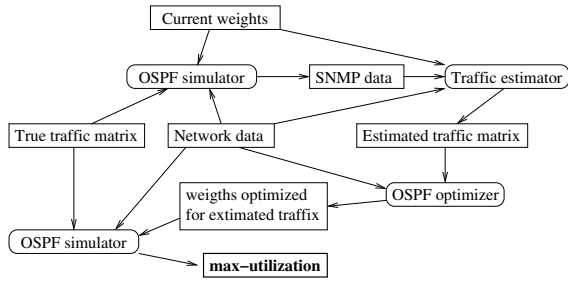 Current weights
OSPF simulator
SNMP data
Traffic estimator
True traffic matrix
Network data
Estimated traffic matrix
weigths optimized
for extimated traffix
OSPF optimizer
OSPF simulator
max-utilization